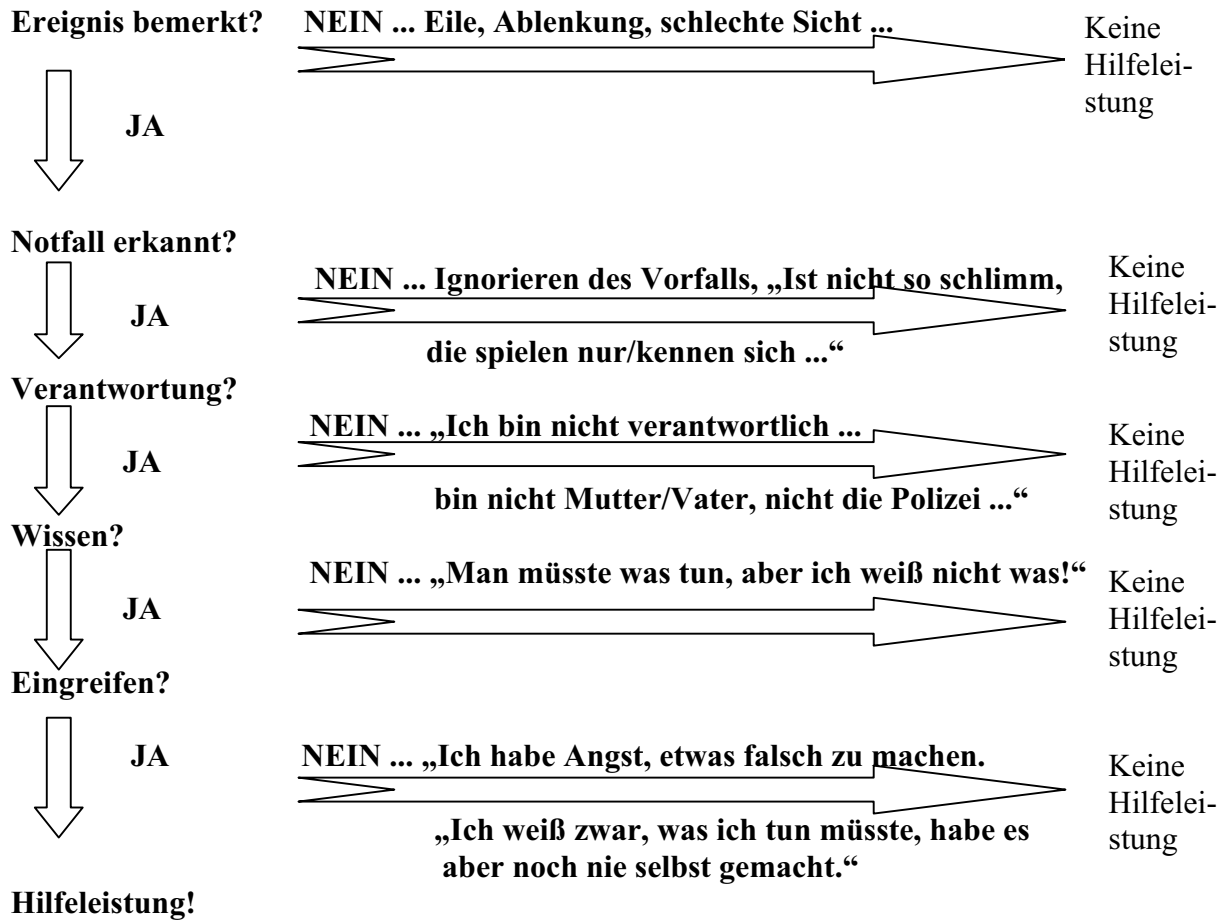 Ereignis bemerkt?
NEIN ... Eile, Ablenkung, schlechte Sicht ...
Keine
Hilfelei-
stung
JA
Notfall erkannt?
NEIN ... Ignorieren des Vorfalls, „Ist nicht so schlimm,
die spielen nur/kennen sich ...“
Keine
Hilfelei-
stung
JA
Verantwortung?
NEIN ... „Ich bin nicht verantwortlich ...
bin nicht Mutter/Vater, nicht die Polizei ...“
Keine
Hilfelei-
stung
JA
Wissen?
NEIN ... „Man müsste was tun, aber ich weiß nicht was!“
Keine
Hilfelei-
stung
JA
Eingreifen?
JA
NEIN ... „Ich habe Angst, etwas falsch zu machen.
„Ich weiß zwar, was ich tun müsste, habe es
aber noch nie selbst gemacht.“
Keine
Hilfelei-
stung
Hilfeleistung!